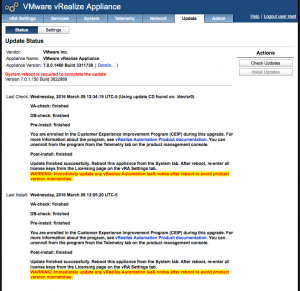 VMware vRealize Appliance
Help | Logout user root
vRA Settings Services System Telemetry Network Update Admin
Status Settings
Update Status
Vendor: VMware Inc.
Appliance Name: VMware vRealize Appliance
Appliance Version: 7.0.0.1460 Build 3311738 ( Details... )
System reboot is required to complete the update
Version 7.0.1.150 Build 3622989
Actions
Check Updates
Install Updates
Last Check: Wednesday, 2016 March 09 12:34:19 UTC-5 (Using update CD found on: /dev/sr0)
VA-check: finished
DB-check: finished
Pre-install: finished
You are enrolled in the Customer Experience Improvement Program (CEIP) during this upgrade. For
more information about the program, see vRealize Automation Product documentation. You can
unenroll from the program from the Telemetry tab on the product management console.
Post-install: finished
Update finished successfully. Reboot this appliance from the System tab. After reboot, re-enter all
license keys from the Licensing page on the vRA Settings tab.
WARNING: Immediately update any vRealize Automation IaaS nodes after reboot to avoid product
version mismatches.
Last Install: Wednesday, 2016 March 09 13:05:20 UTC-5
VA-check: finished
DB-check: finished
Pre-install: finished
You are enrolled in the Customer Experience Improvement Program (CEIP) during this upgrade. For
more information about the program, see vRealize Automation Product documentation. You can
unenroll from the program from the Telemetry tab on the product management console.
Post-install: finished
Update finished successfully. Reboot this appliance from the System tab. After reboot, re-enter all
license keys from the Licensing page on the vRA Settings tab.
WARNING: Immediately update any vRealize Automation IaaS nodes after reboot to avoid product
version mismatches.